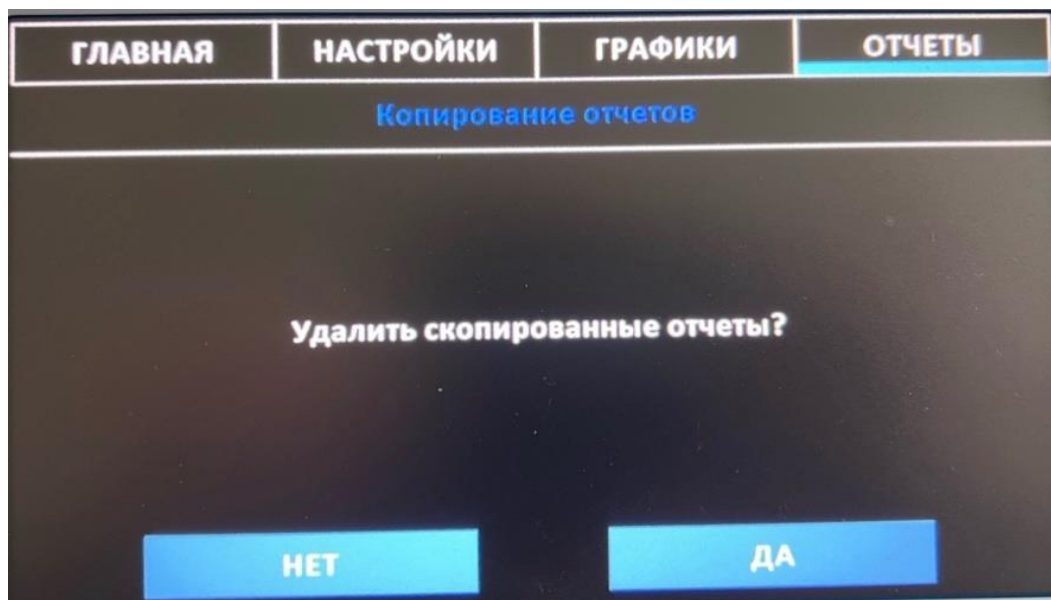 ГЛАВНАЯ НАСТРОЙКИ ГРАФИКИ ОТЧЕТЫ
Копирование отчетов
Удалить скопированные отчеты?
НЕТ ДА